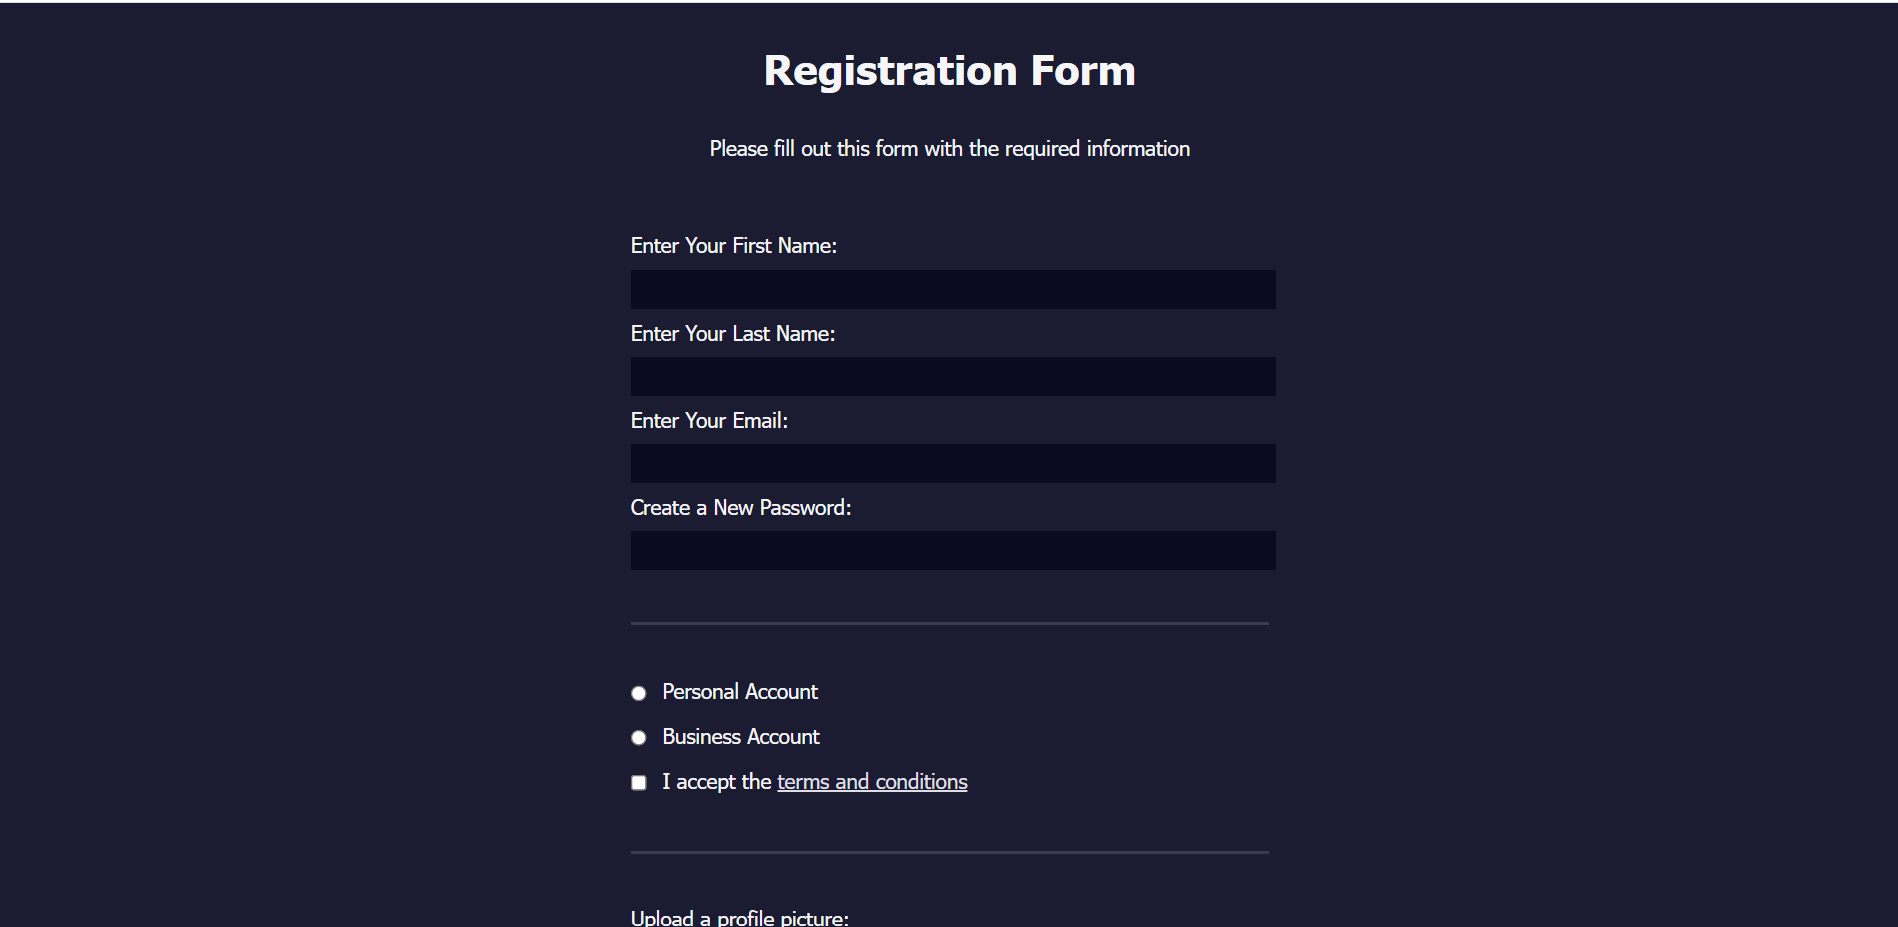 Registration Form
Please fill out this form with the required information
Enter Your First Name:
Enter Your Last Name:
Enter Your Email:
Create a New Password:
Personal Account
Business Account
I accept the terms and conditions
Upload a profile picture: